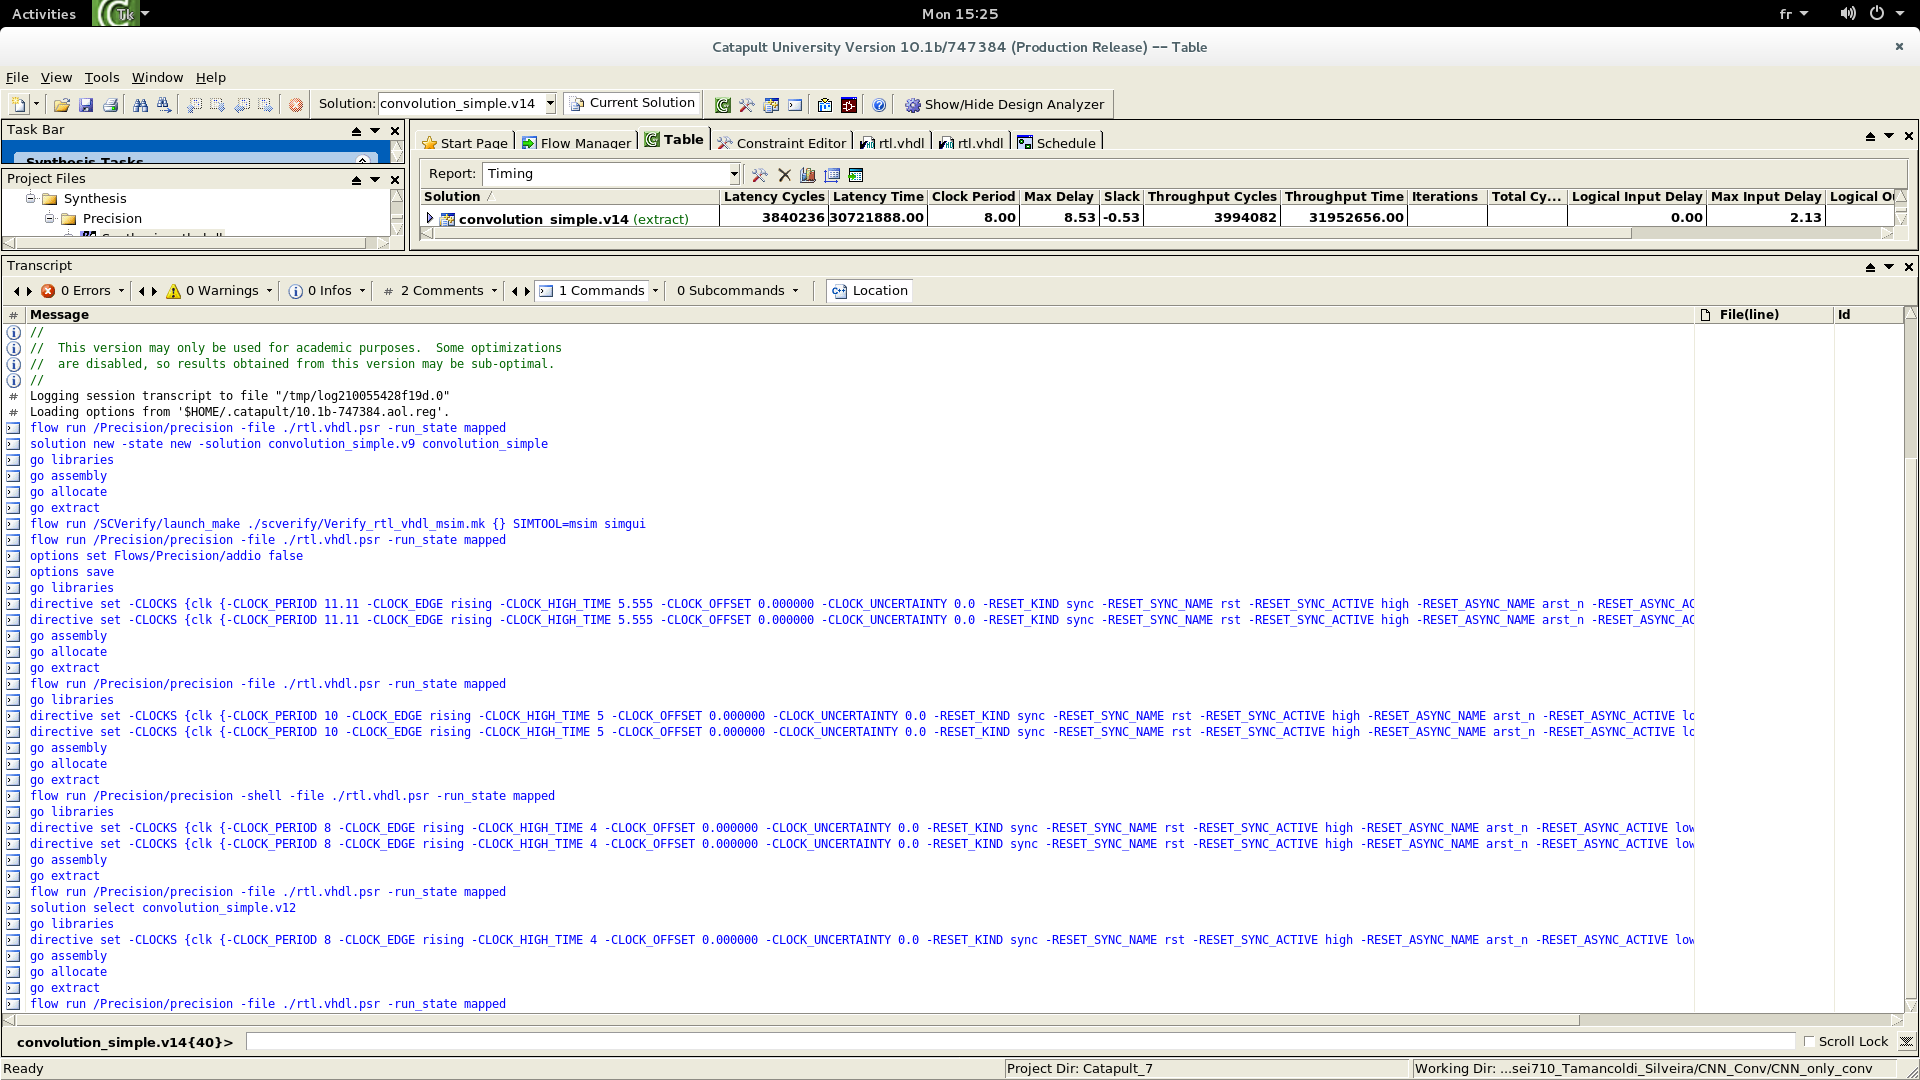 Activities Tk Mon 15:25 fr
Catapult University Version 10.1b/747384 (Production Release) -- Table
File View Tools Window Help
Solution: convolution_simple.v14 Current Solution Show/Hide Design Analyzer
Task Bar
Synthesis Tasks
Project Files
Synthesis
Precision
Start Page Flow Manager Table Constraint Editor rtl.vhdl rtl.vhdl Schedule
Report: Timing
Solution Latency Cycles Latency Time Clock Period Max Delay Slack Throughput Cycles Throughput Time Iterations Total Cy... Logical Input Delay Max Input Delay
convolution_simple.v14 (extract) 3840236 30721888.00 8.00 8.53 -0.53 3994082 31952656.00 0.00 2.13
Transcript
0 Errors 0 Warnings 0 Infos # 2 Comments 1 Commands 0 Subcommands Location
# Message File(line) Id
//
// This version may only be used for academic purposes. Some optimizations
// are disabled, so results obtained from this version may be sub-optimal.
//
# Logging session transcript to file "/tmp/log210055428f19d.0"
# Loading options from '$HOME/.catapult/10.1b-747384.aol.reg'.
flow run /Precision/precision -file ./rtl.vhdl.psr -run_state mapped
solution new -state new -solution convolution_simple.v9 convolution_simple
go libraries
go assembly
go allocate
go extract
flow run /SCVerify/launch_make ./scverify/Verify_rtl_vhdl_msim.mk {} SIMTOOL=msim simgui
flow run /Precision/precision -file ./rtl.vhdl.psr -run_state mapped
options set Flows/Precision/addio false
options save
go libraries
directive set -CLOCKS {clk {-CLOCK_PERIOD 11.11 -CLOCK_EDGE rising -CLOCK_HIGH_TIME 5.555 -CLOCK_OFFSET 0.000000 -CLOCK_UNCERTAINTY 0.0 -RESET_KIND sync -RESET_SYNC_NAME rst -RESET_SYNC_ACTIVE high -RESET_ASYNC_NAME arst_n -RESET_ASYNC_AC
directive set -CLOCKS {clk {-CLOCK_PERIOD 11.11 -CLOCK_EDGE rising -CLOCK_HIGH_TIME 5.555 -CLOCK_OFFSET 0.000000 -CLOCK_UNCERTAINTY 0.0 -RESET_KIND sync -RESET_SYNC_NAME rst -RESET_SYNC_ACTIVE high -RESET_ASYNC_NAME arst_n -RESET_ASYNC_AC
go assembly
go allocate
go extract
flow run /Precision/precision -file ./rtl.vhdl.psr -run_state mapped
go libraries
directive set -CLOCKS {clk {-CLOCK_PERIOD 10 -CLOCK_EDGE rising -CLOCK_HIGH_TIME 5 -CLOCK_OFFSET 0.000000 -CLOCK_UNCERTAINTY 0.0 -RESET_KIND sync -RESET_SYNC_NAME rst -RESET_SYNC_ACTIVE high -RESET_ASYNC_NAME arst_n -RESET_ASYNC_ACTIVE lo
directive set -CLOCKS {clk {-CLOCK_PERIOD 10 -CLOCK_EDGE rising -CLOCK_HIGH_TIME 5 -CLOCK_OFFSET 0.000000 -CLOCK_UNCERTAINTY 0.0 -RESET_KIND sync -RESET_SYNC_NAME rst -RESET_SYNC_ACTIVE high -RESET_ASYNC_NAME arst_n -RESET_ASYNC_ACTIVE lo
go assembly
go allocate
go extract
flow run /Precision/precision -shell -file ./rtl.vhdl.psr -run_state mapped
go libraries
directive set -CLOCKS {clk {-CLOCK_PERIOD 8 -CLOCK_EDGE rising -CLOCK_HIGH_TIME 4 -CLOCK_OFFSET 0.000000 -CLOCK_UNCERTAINTY 0.0 -RESET_KIND sync -RESET_SYNC_NAME rst -RESET_SYNC_ACTIVE high -RESET_ASYNC_NAME arst_n -RESET_ASYNC_ACTIVE low
directive set -CLOCKS {clk {-CLOCK_PERIOD 8 -CLOCK_EDGE rising -CLOCK_HIGH_TIME 4 -CLOCK_OFFSET 0.000000 -CLOCK_UNCERTAINTY 0.0 -RESET_KIND sync -RESET_SYNC_NAME rst -RESET_SYNC_ACTIVE high -RESET_ASYNC_NAME arst_n -RESET_ASYNC_ACTIVE low
go assembly
go extract
flow run /Precision/precision -file ./rtl.vhdl.psr -run_state mapped
solution select convolution_simple.v12
go libraries
directive set -CLOCKS {clk {-CLOCK_PERIOD 8 -CLOCK_EDGE rising -CLOCK_HIGH_TIME 4 -CLOCK_OFFSET 0.000000 -CLOCK_UNCERTAINTY 0.0 -RESET_KIND sync -RESET_SYNC_NAME rst -RESET_SYNC_ACTIVE high -RESET_ASYNC_NAME arst_n -RESET_ASYNC_ACTIVE low
go assembly
go allocate
go extract
flow run /Precision/precision -file ./rtl.vhdl.psr -run_state mapped
convolution_simple.v14{40}> Scroll Lock
Ready Project Dir: Catapult_7 Working Dir: ...sei710_Tamancoldi_Silveira/CNN_Conv/CNN_only_conv